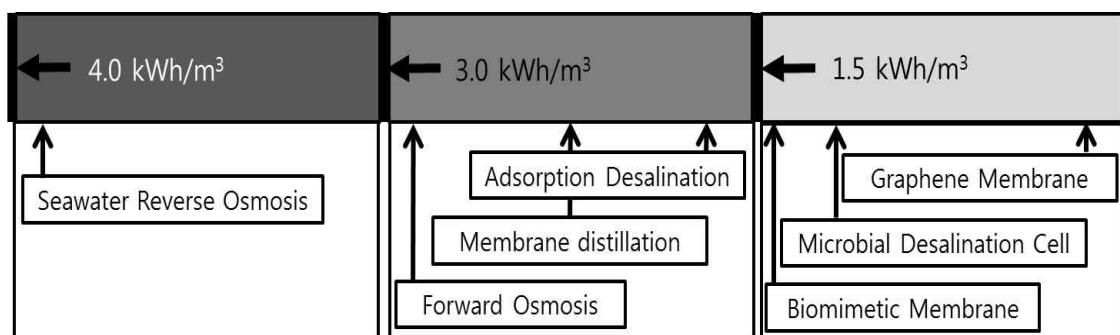 4.0 kWh/m³
3.0 kWh/m³
1.5 kWh/m³
Seawater Reverse Osmosis
Adsorption Desalination
Membrane distillation
Forward Osmosis
Graphene Membrane
Microbial Desalination Cell
Biomimetic Membrane